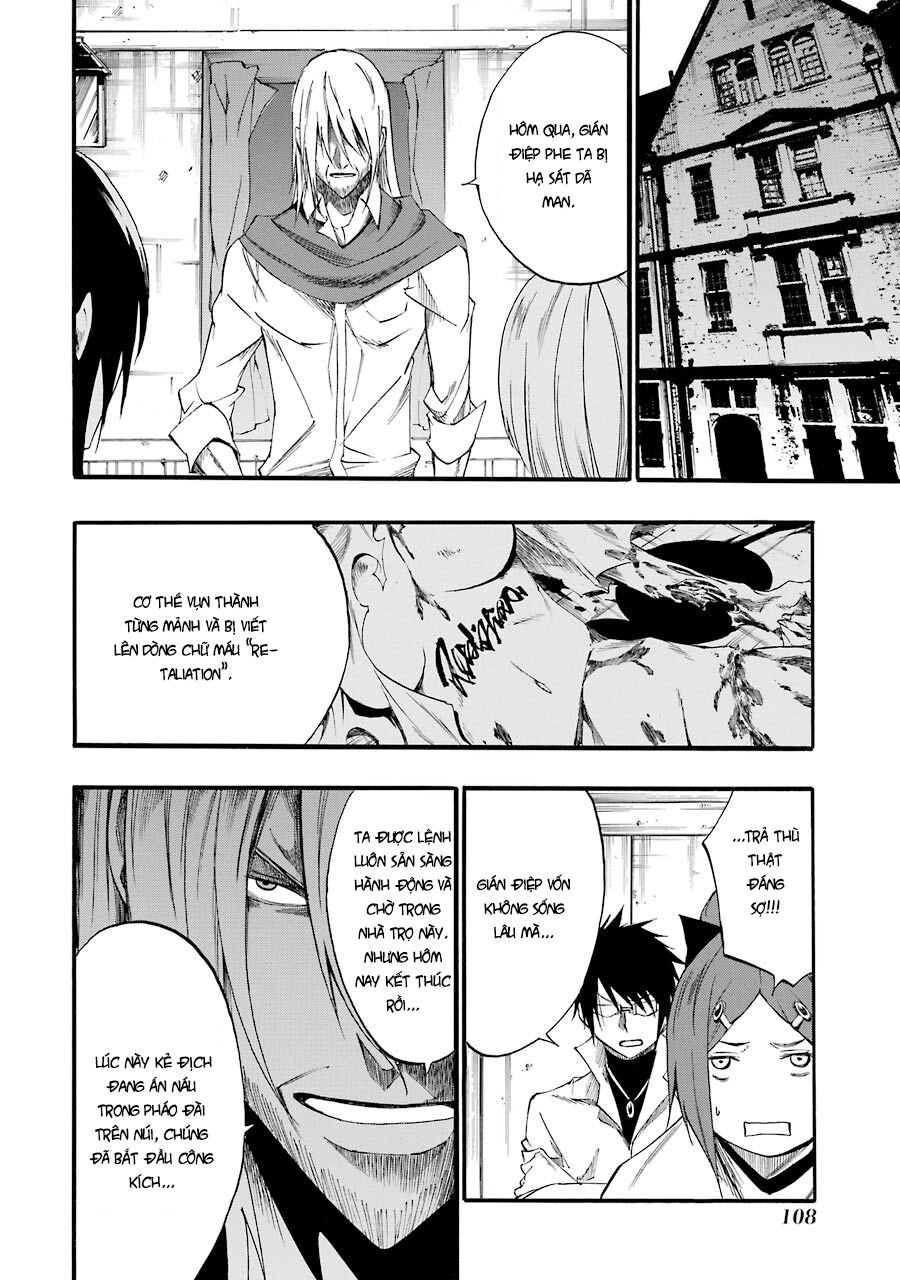 HÔM QUA, GIÁN
ĐIỆP PHE TA BỊ
HẠ SÁT DÃ
MAN.
CƠ THỂ VỤN THÀNH
TỪNG MẢNH VÀ BỊ VIẾT
LÊN DÒNG CHỮ MÁU "RE-
TALIATION".
...TRẢ THÙ
THẬT
ĐÁNG
SỢ!!!
GIÁN ĐIỆP VỐN
KHÔNG SỐNG
LÂU MÀ...
TA ĐƯỢC LỆNH
LUÔN SẴN SÀNG
HÀNH ĐỘNG VÀ
CHỜ TRONG
NHÀ TRỌ NÀY.
NHƯNG HÔM
NAY KẾT THÚC
RỒI...
LÚC NÀY KẺ ĐỊCH
ĐANG ẨN NÁU
TRONG PHÁO ĐÀI
TRÊN NÚI, CHÚNG
ĐÃ BẮT ĐẦU CÔNG
KÍCH...
108